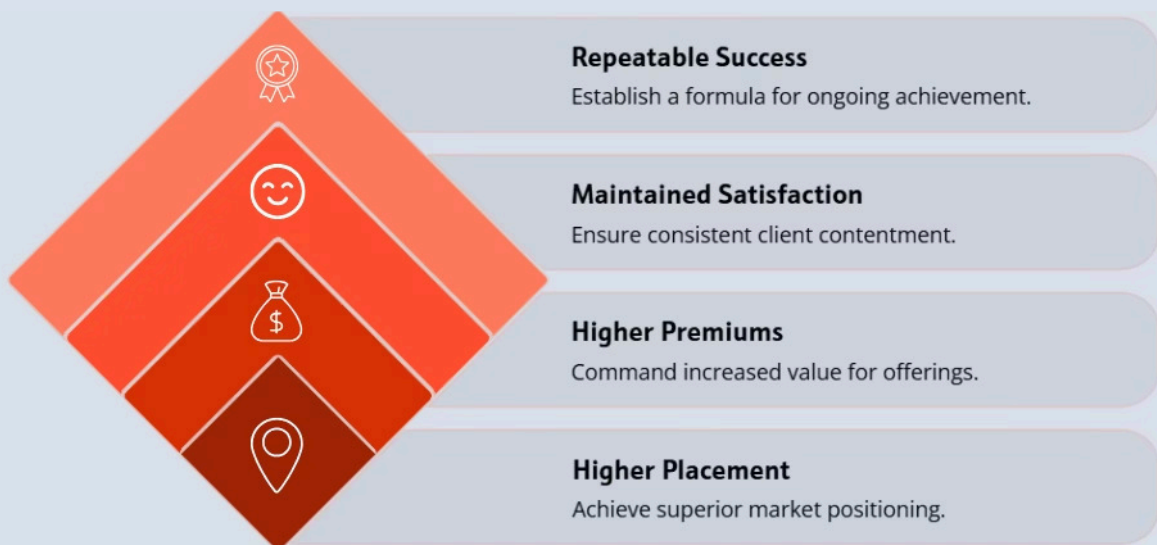 Repeatable Success
Establish a formula for ongoing achievement.
Maintained Satisfaction
Ensure consistent client contentment.
$
Higher Premiums
Command increased value for offerings.
Higher Placement
Achieve superior market positioning.